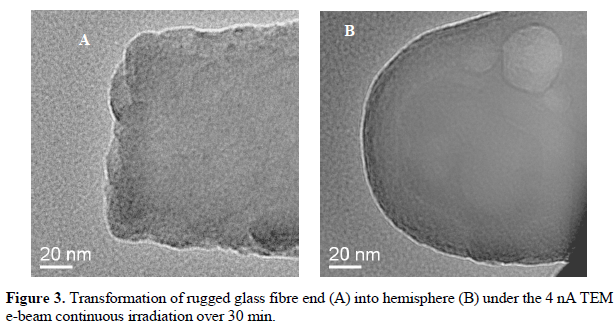 A
B
20 nm
20 nm
Figure 3. Transformation of rugged glass fibre end (A) into hemisphere (B) under the 4 nA TEM
e-beam continuous irradiation over 30 min.